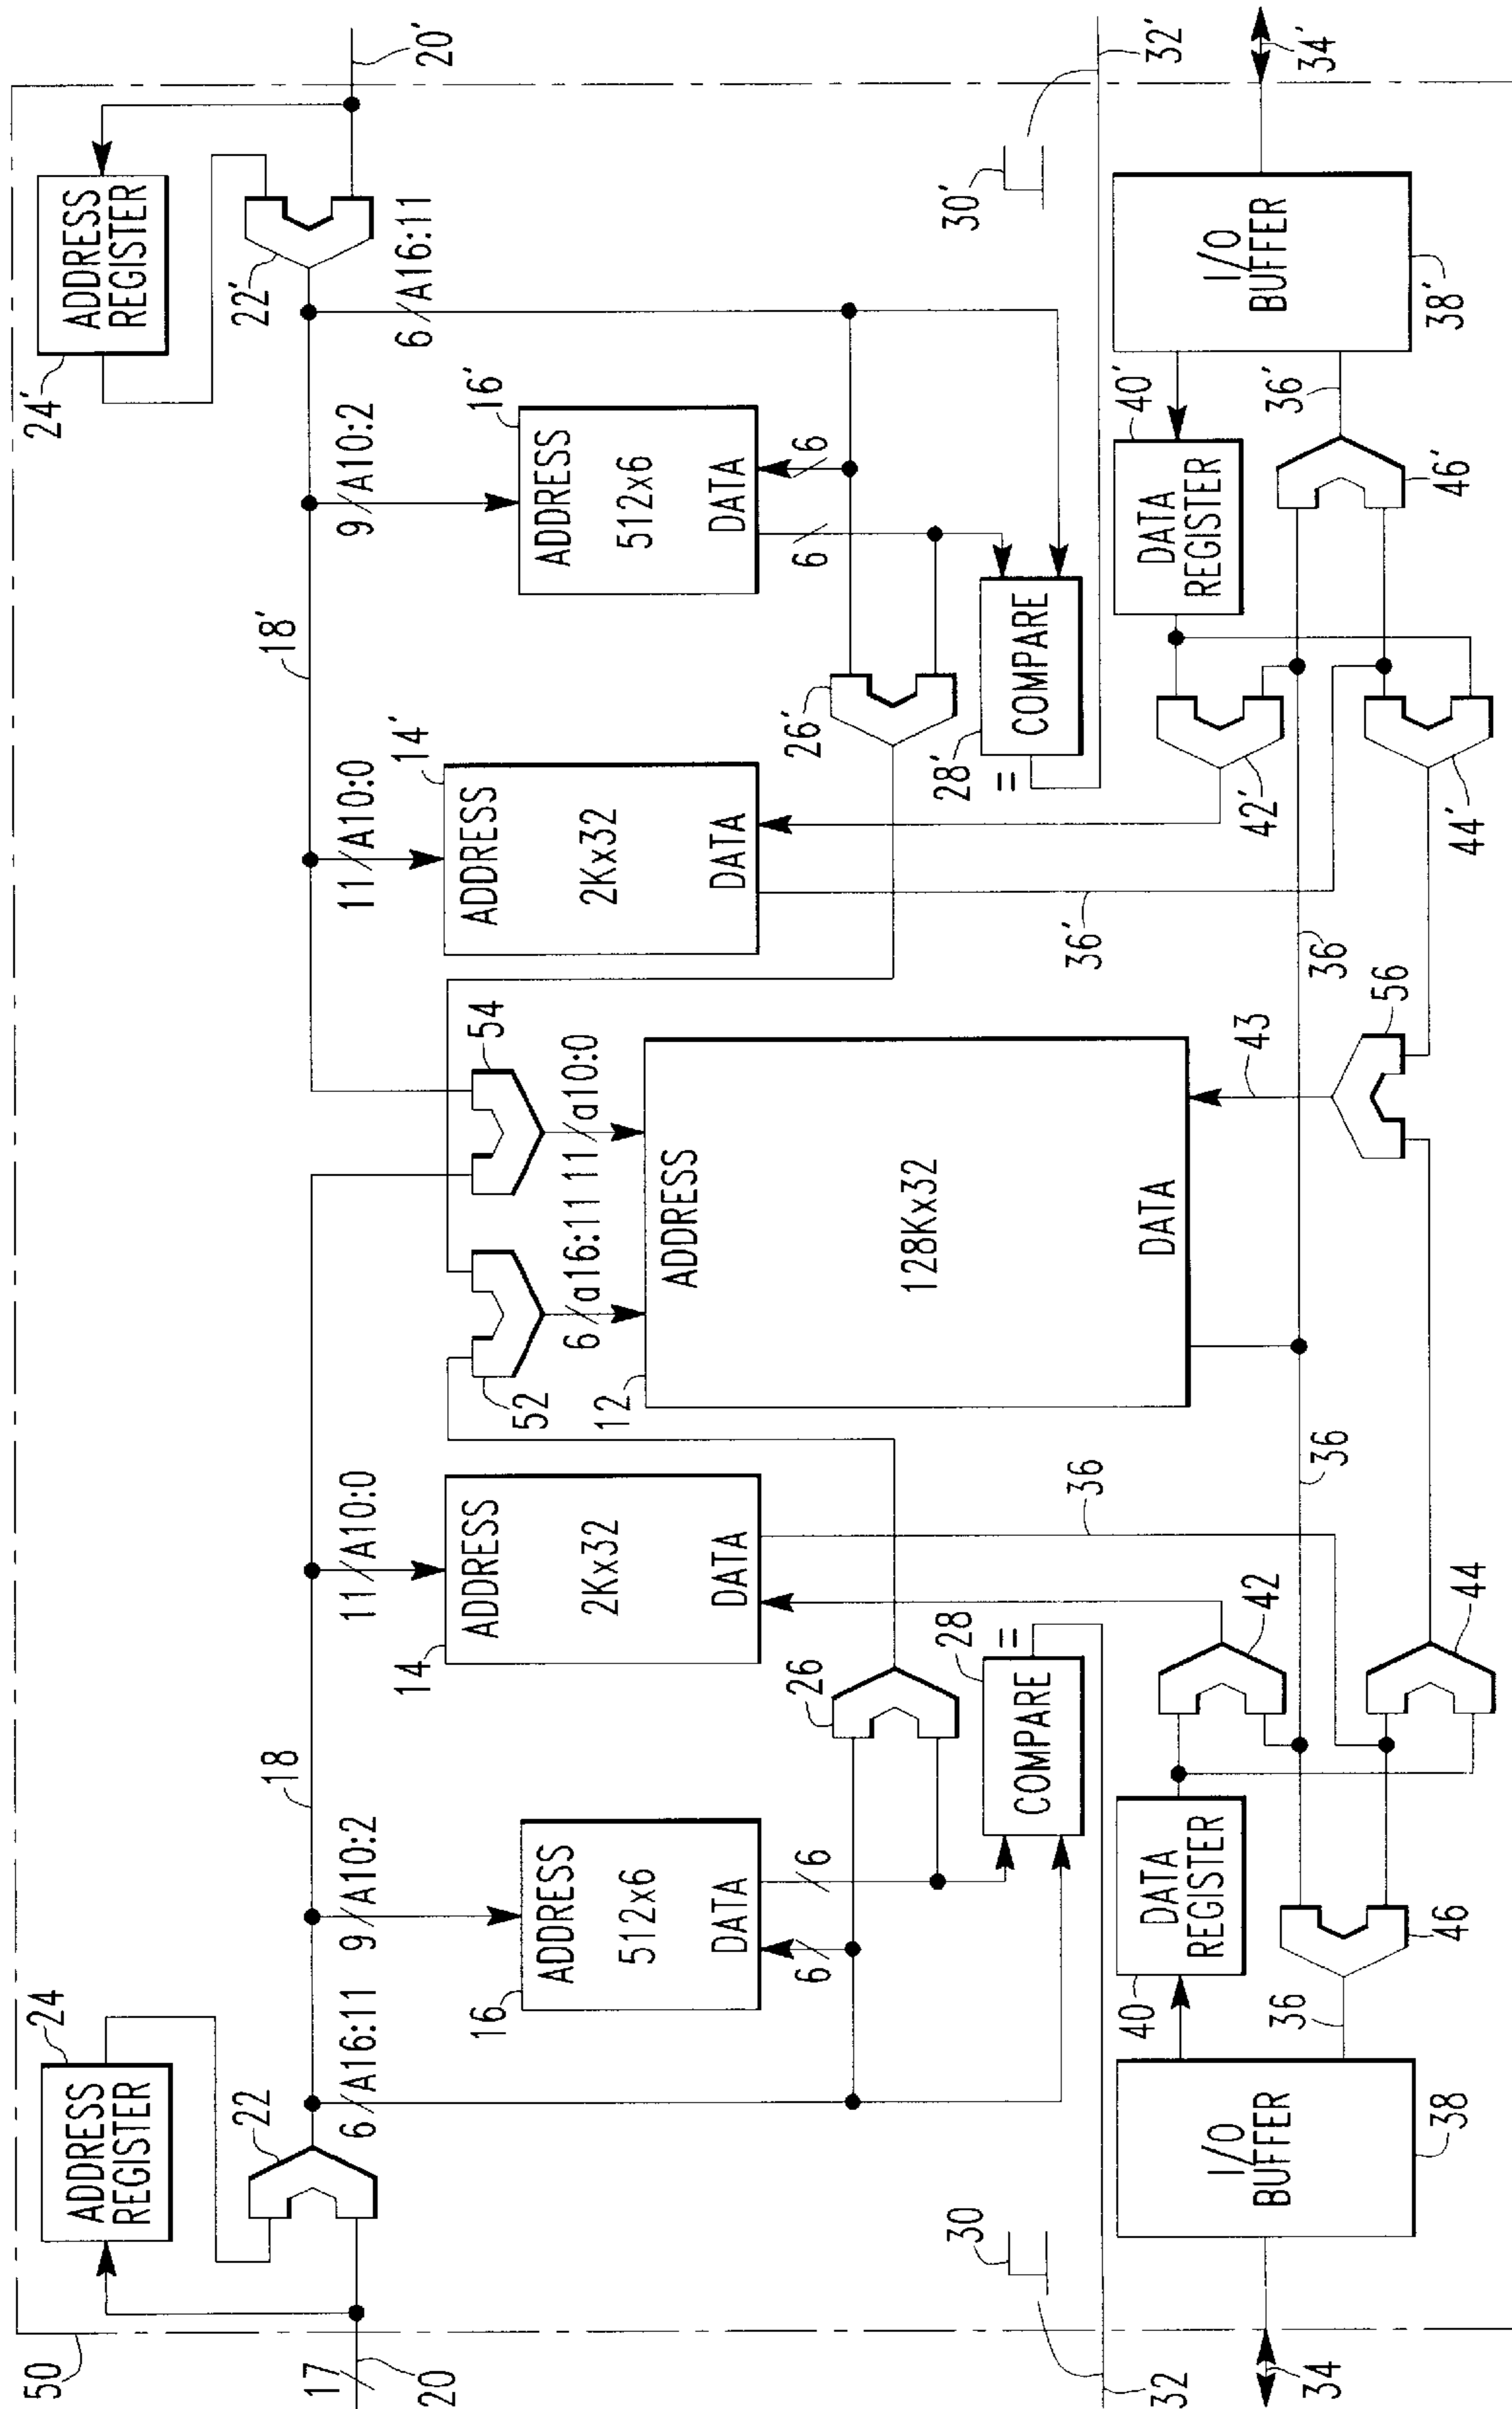 50
17
20
ADDRESS
REGISTER
24
22
6/A16:11
9/A10:2
18
11/A10:0
ADDRESS
512x6
DATA
16
6
6
ADDRESS
2Kx32
DATA
14
26
COMPARE
=
28
30
32
34
I/O
BUFFER
38
36
DATA
REGISTER
40
46
42
44
36
36
52
54
6/a16:11
11/a10:0
ADDRESS
128Kx32
DATA
12
43
56
36
18'
11/A10:0
ADDRESS
2Kx32
DATA
14'
36'
9/A10:2
ADDRESS
512x6
DATA
16'
6
6
26'
COMPARE
=
28'
6/A16:11
22'
ADDRESS
REGISTER
24'
20'
30'
32'
34'
I/O
BUFFER
38'
36'
DATA
REGISTER
40'
46'
42'
44'